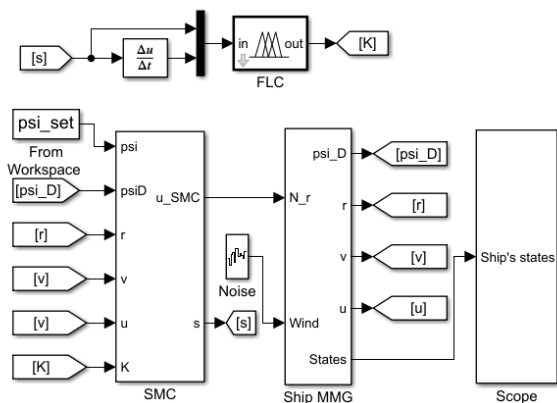 [s]
Δu
Δt
in
out
FLC
[K]
psi_set
From
Workspace
[psi_D]
[r]
[v]
[v]
[K]
psi
psiD
r
v
u
K
u_SMC
s
SMC
[s]
Noise
N_r
Wind
psi_D
r
v
u
States
Ship MMG
[psi_D]
[r]
[v]
[u]
Ship's states
Scope